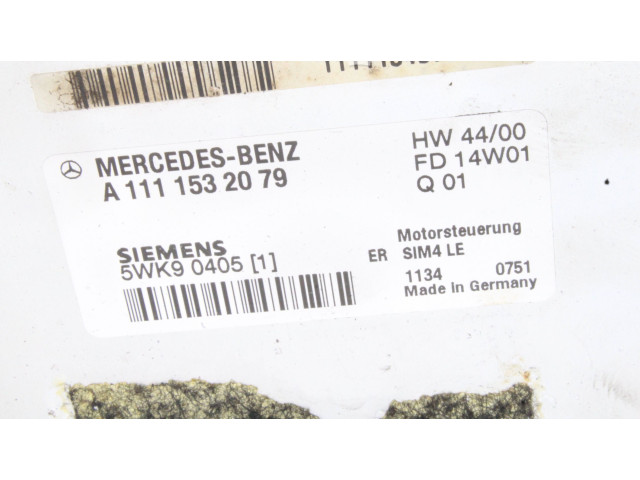 MERCEDES-BENZ
A 111 153 20 79
HW 44/00
FD 14W01
Q 01
SIEMENS
5WK9 0405 [1]
Motorsteuerung
ER SIM4 LE
1134 0751
Made in Germany